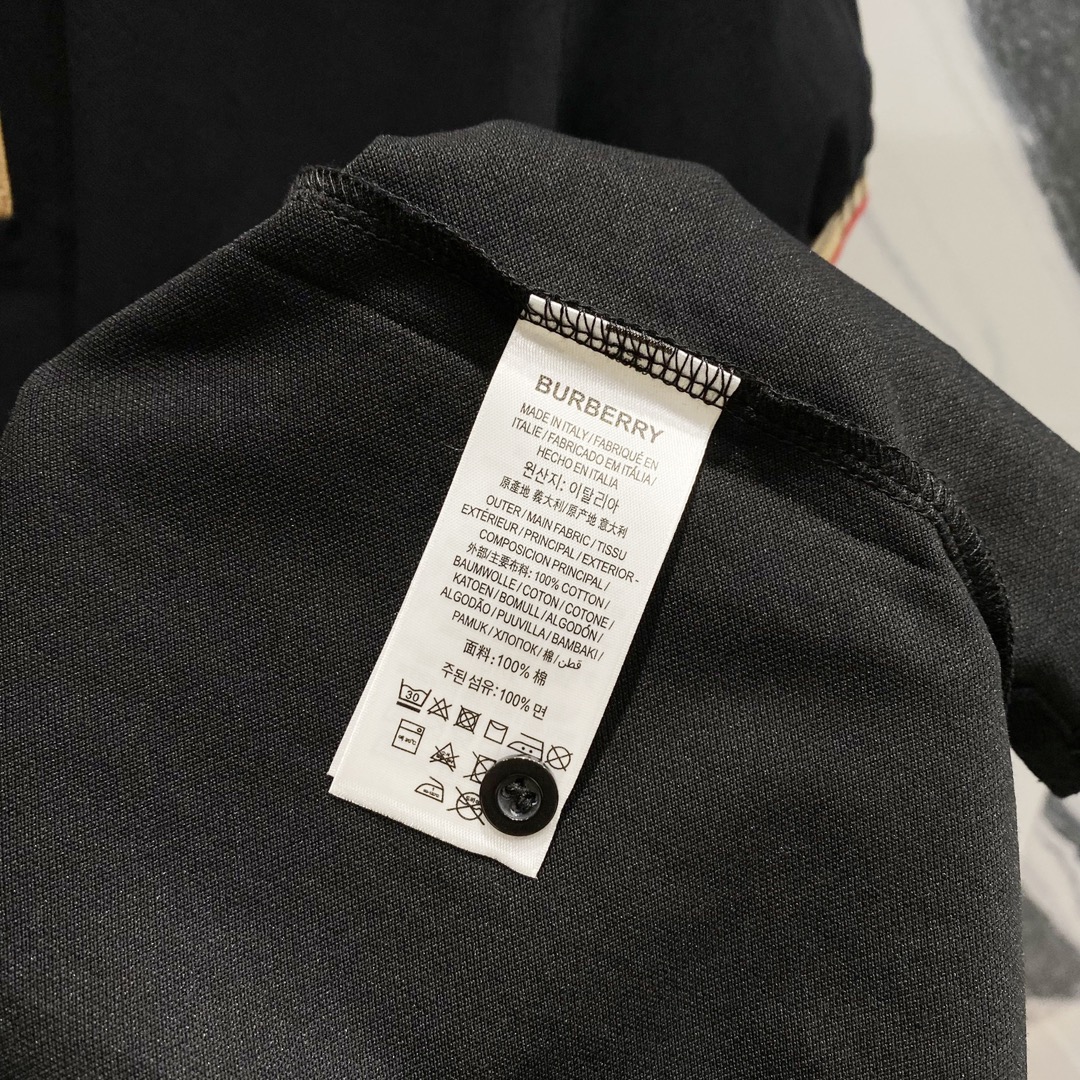 BURBERRY
MADE IN ITALY / FABRIQUÉ EN
ITALIE / FABRICADO EM ITÁLIA /
HECHO EN ITALIA
원산지: 이탈리아
原產地 義大利/原产地 意大利
OUTER / MAIN FABRIC / TISSU
EXTÉRIEUR / PRINCIPAL / EXTERIOR -
COMPOSICION PRINCIPAL /
外部/主要布料: 100% COTTON /
BAUMWOLLE / COTON / COTONE /
KATOEN / BOMULL / ALGODÓN /
ALGODÃO / PUUVILLA / BAMBAKI /
PAMUK / ХЛОПОК / 棉 / قطن
面料:100% 棉
주된 섬유:100% 면
30